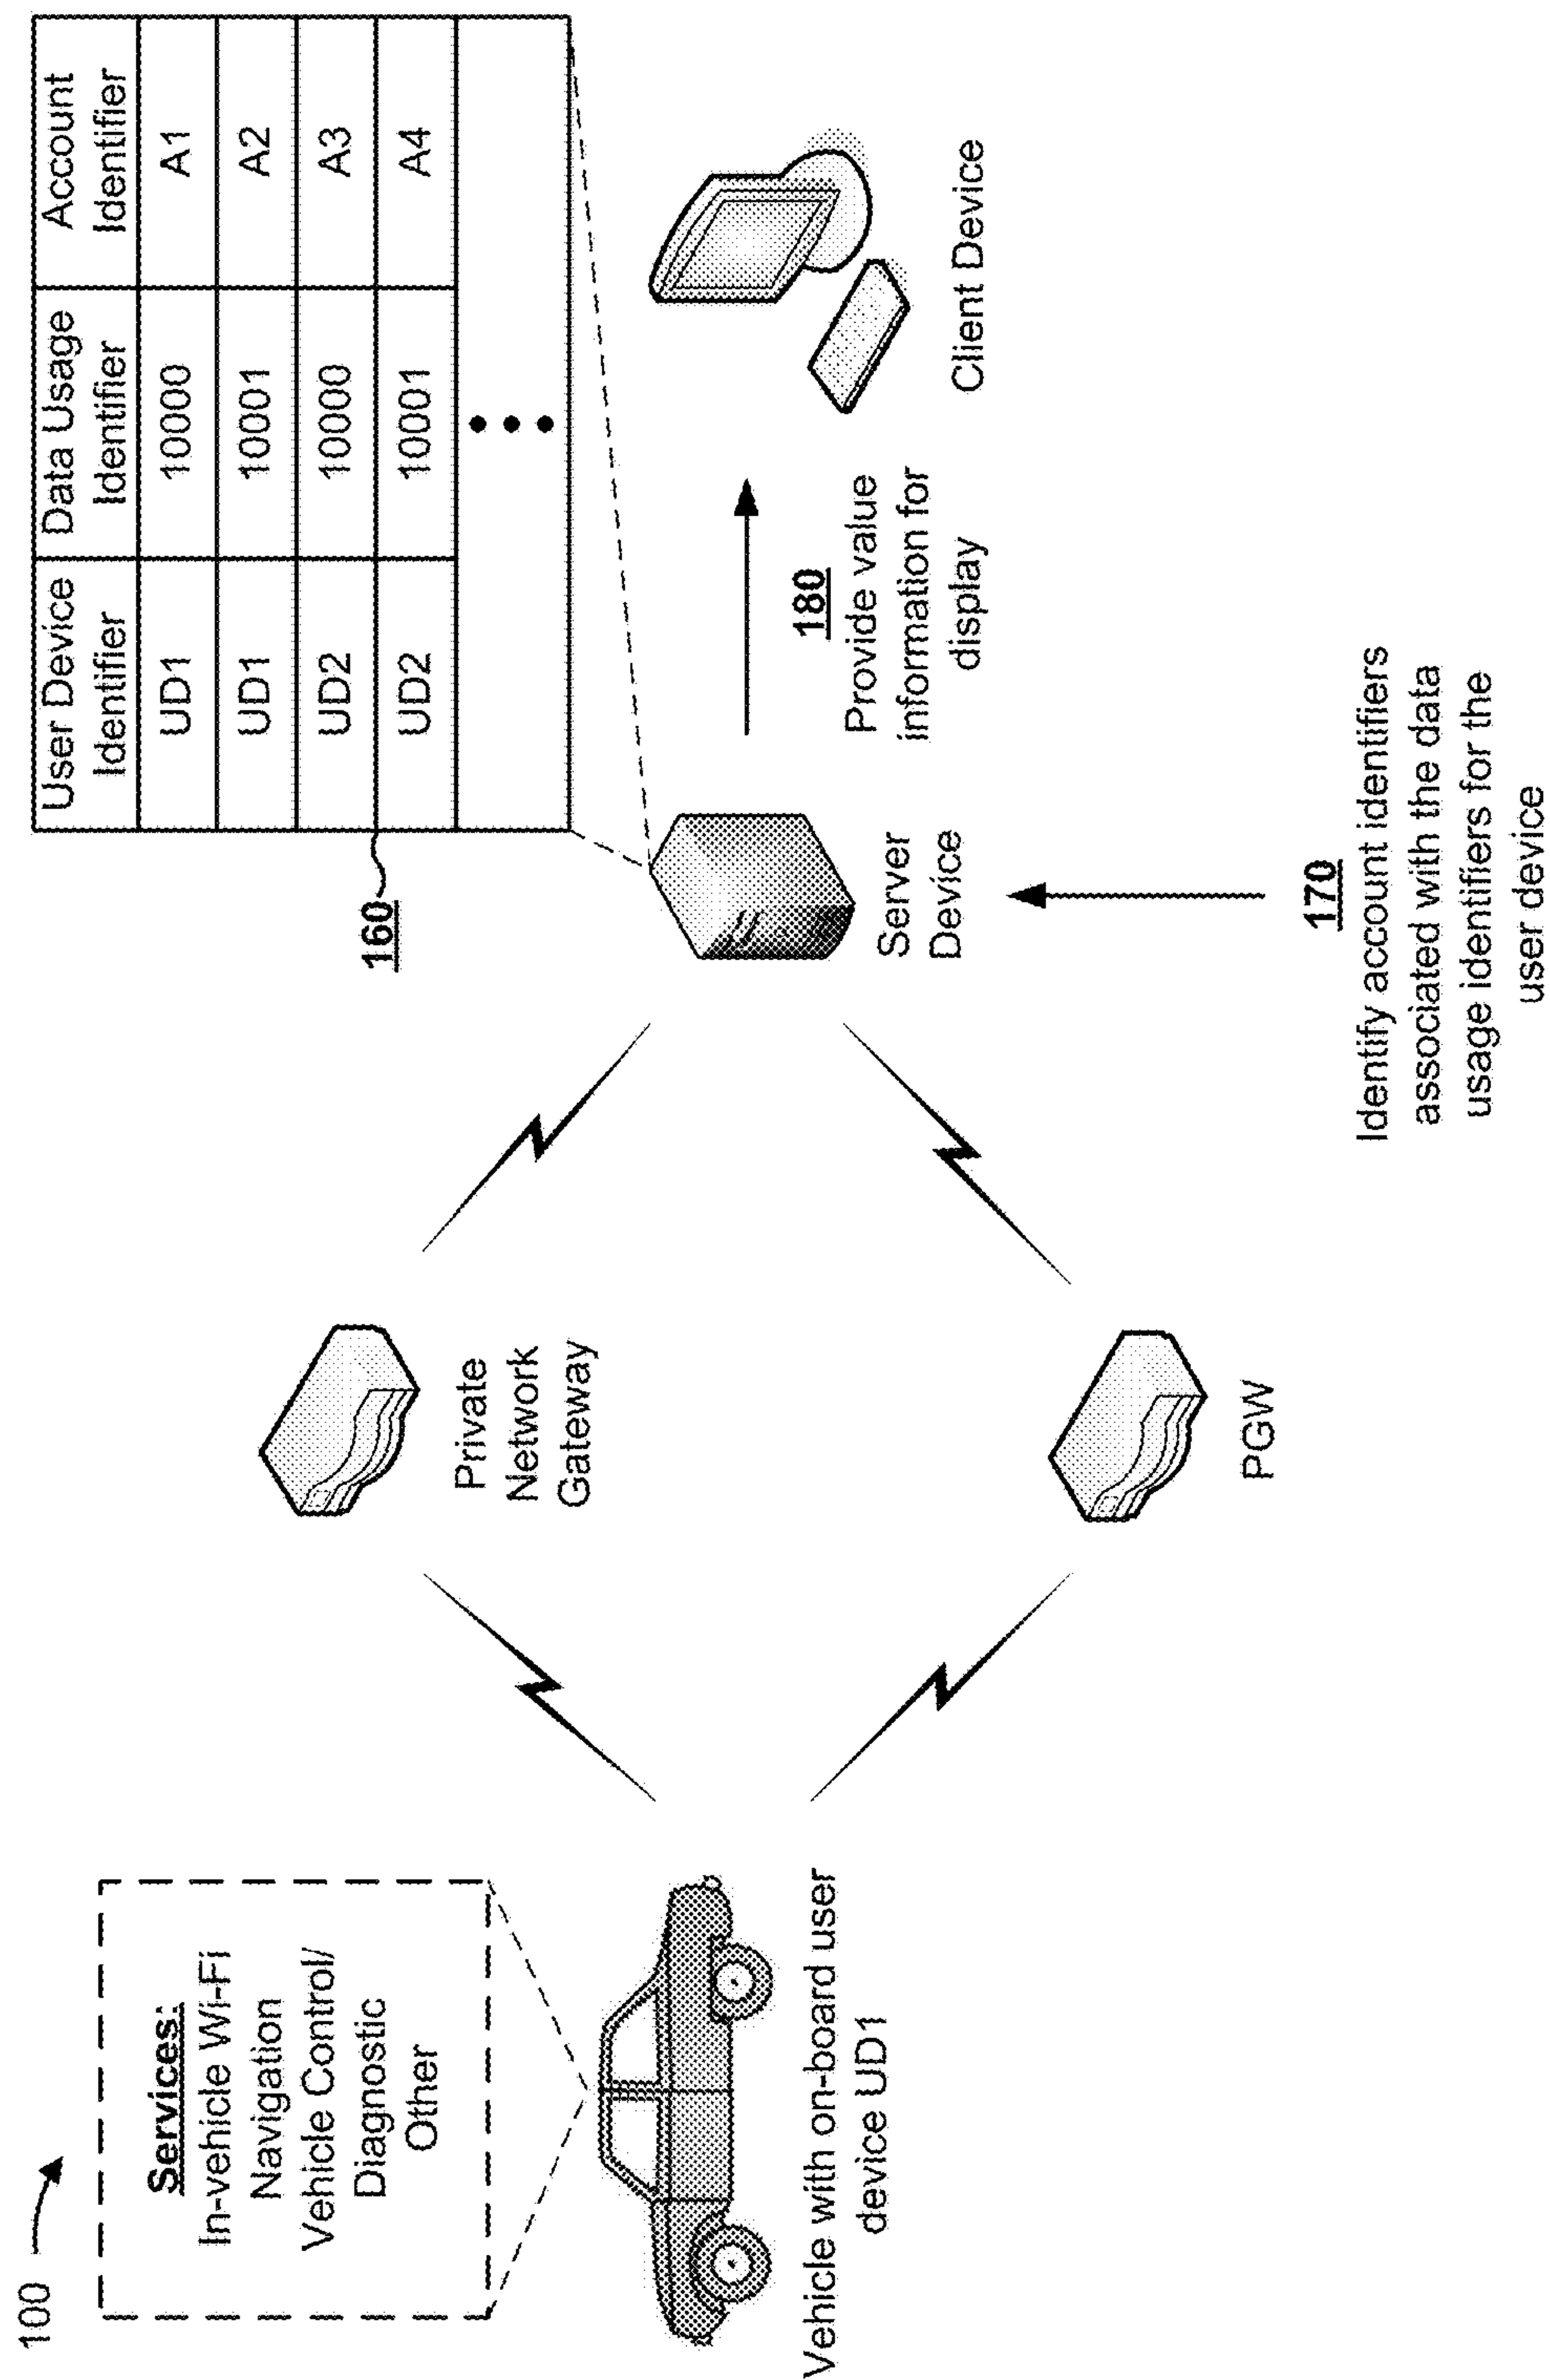 100
Services:
In-vehicle Wi-Fi
Navigation
Vehicle Control/
Diagnostic
Other
Vehicle with on-board user
device UD1
Private
Network
Gateway
PGW
160
User Device Identifier Data Usage Identifier Account Identifier
UD1 10000 A1
UD1 10001 A2
UD2 10000 A3
UD2 10001 A4
Server
Device
170
Identify account identifiers
associated with the data
usage identifiers for the
user device
180
Provide value
information for
display
Client Device